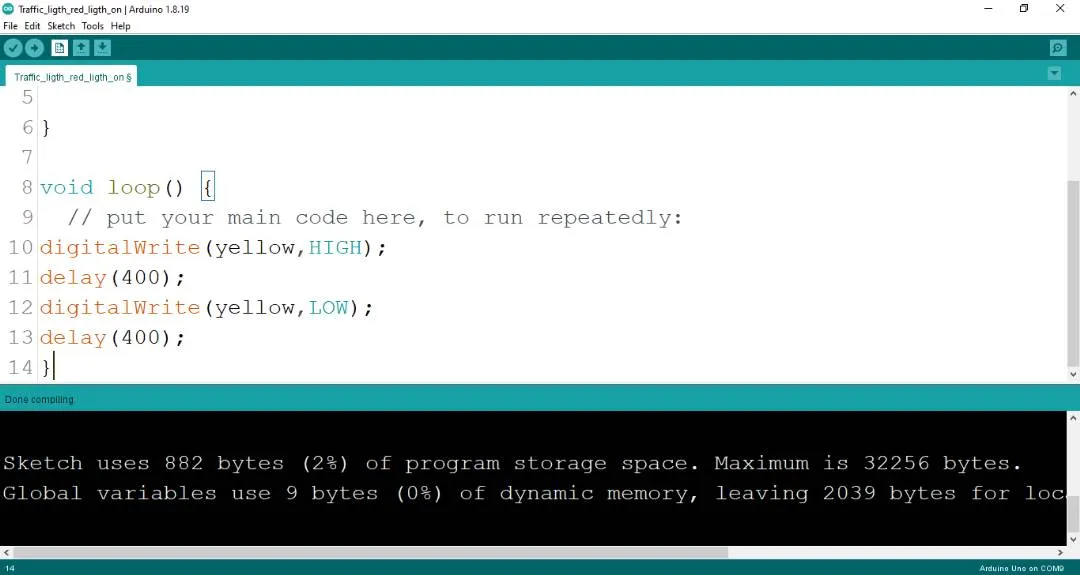 Traffic_ligth_red_ligth_on | Arduino 1.8.19
File Edit Sketch Tools Help
Traffic_ligth_red_ligth_on §
5
6 }
7
8 void loop() {
9 // put your main code here, to run repeatedly:
10 digitalWrite(yellow,HIGH);
11 delay(400);
12 digitalWrite(yellow,LOW);
13 delay(400);
14 }
Done compiling.
Sketch uses 882 bytes (2%) of program storage space. Maximum is 32256 bytes.
Global variables use 9 bytes (0%) of dynamic memory, leaving 2039 bytes for loc
14
Arduino Uno on COM9